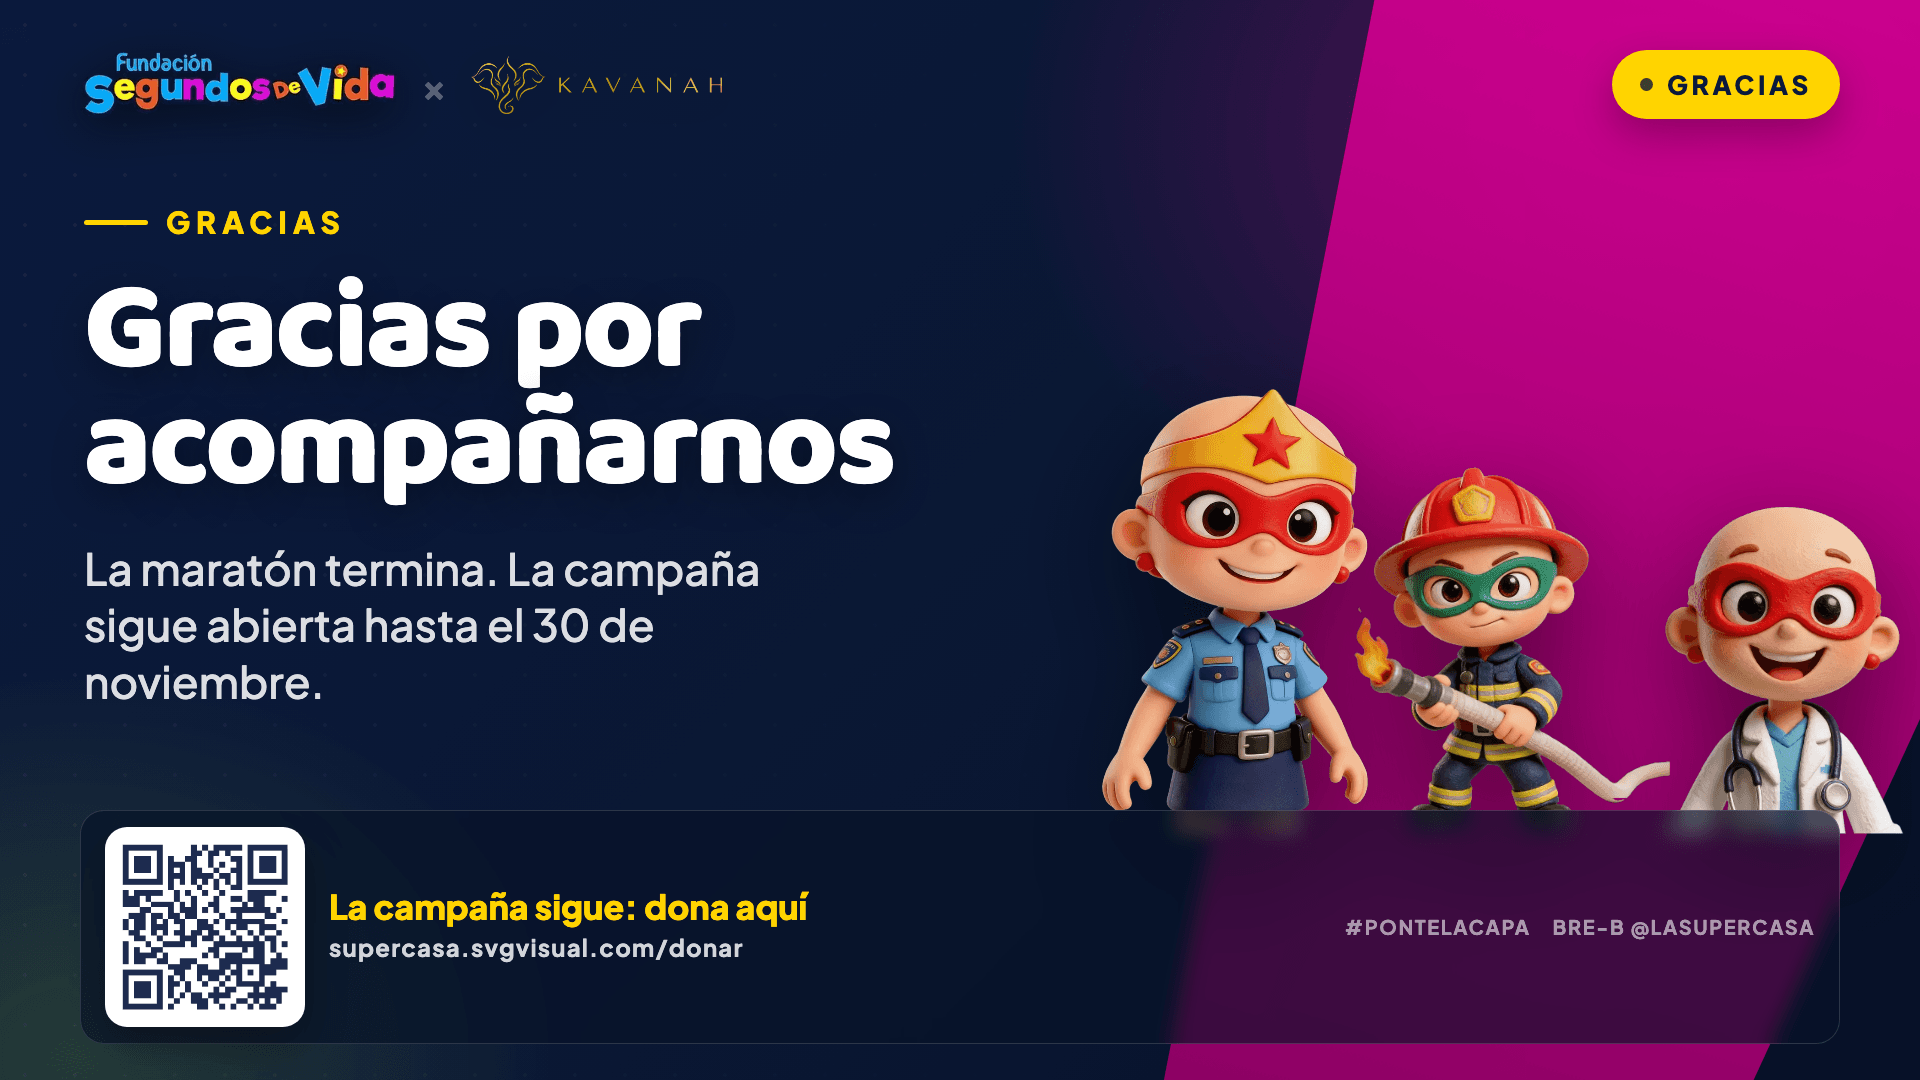 Fundación
Segundos De Vida × KAVANAH
GRACIAS
GRACIAS
Gracias por
acompañarnos
La maratón termina. La campaña
sigue abierta hasta el 30 de
noviembre.
La campaña sigue: dona aquí
supercasa.svgvisual.com/donar
#PONTELACAPA BRE-B @LASUPERCASA